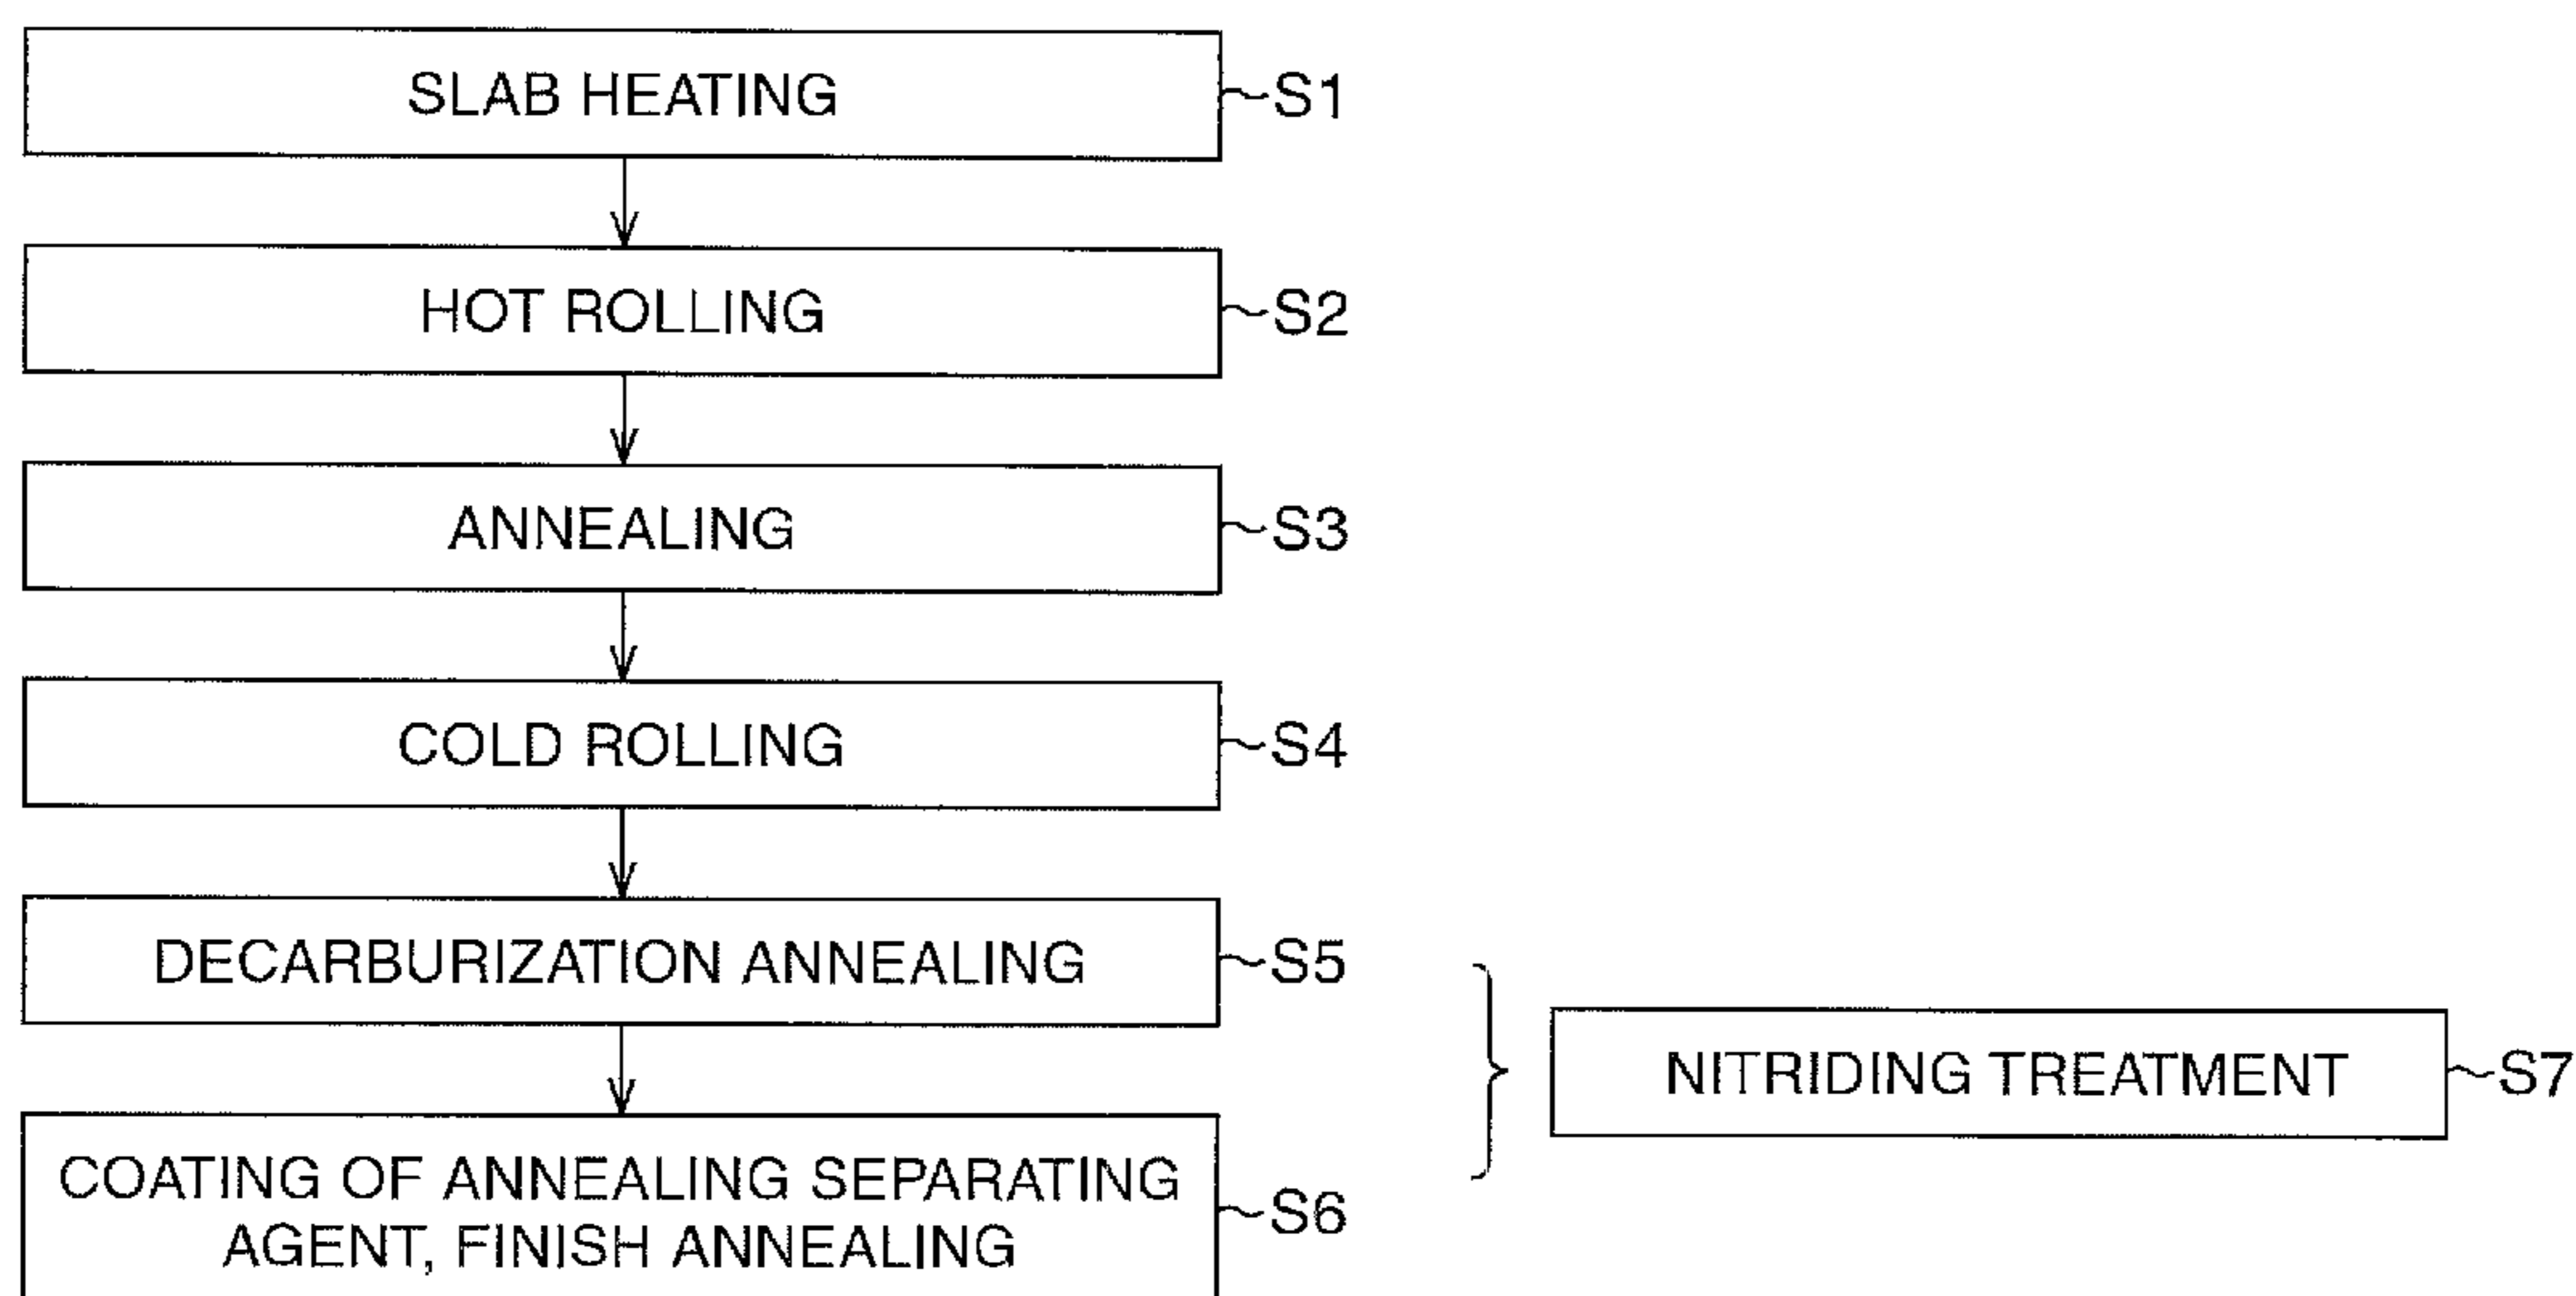 SLAB HEATING
S1
HOT ROLLING
S2
ANNEALING
S3
COLD ROLLING
S4
DECARBURIZATION ANNEALING
S5
NITRIDING TREATMENT
S7
COATING OF ANNEALING SEPARATING
AGENT, FINISH ANNEALING
S6